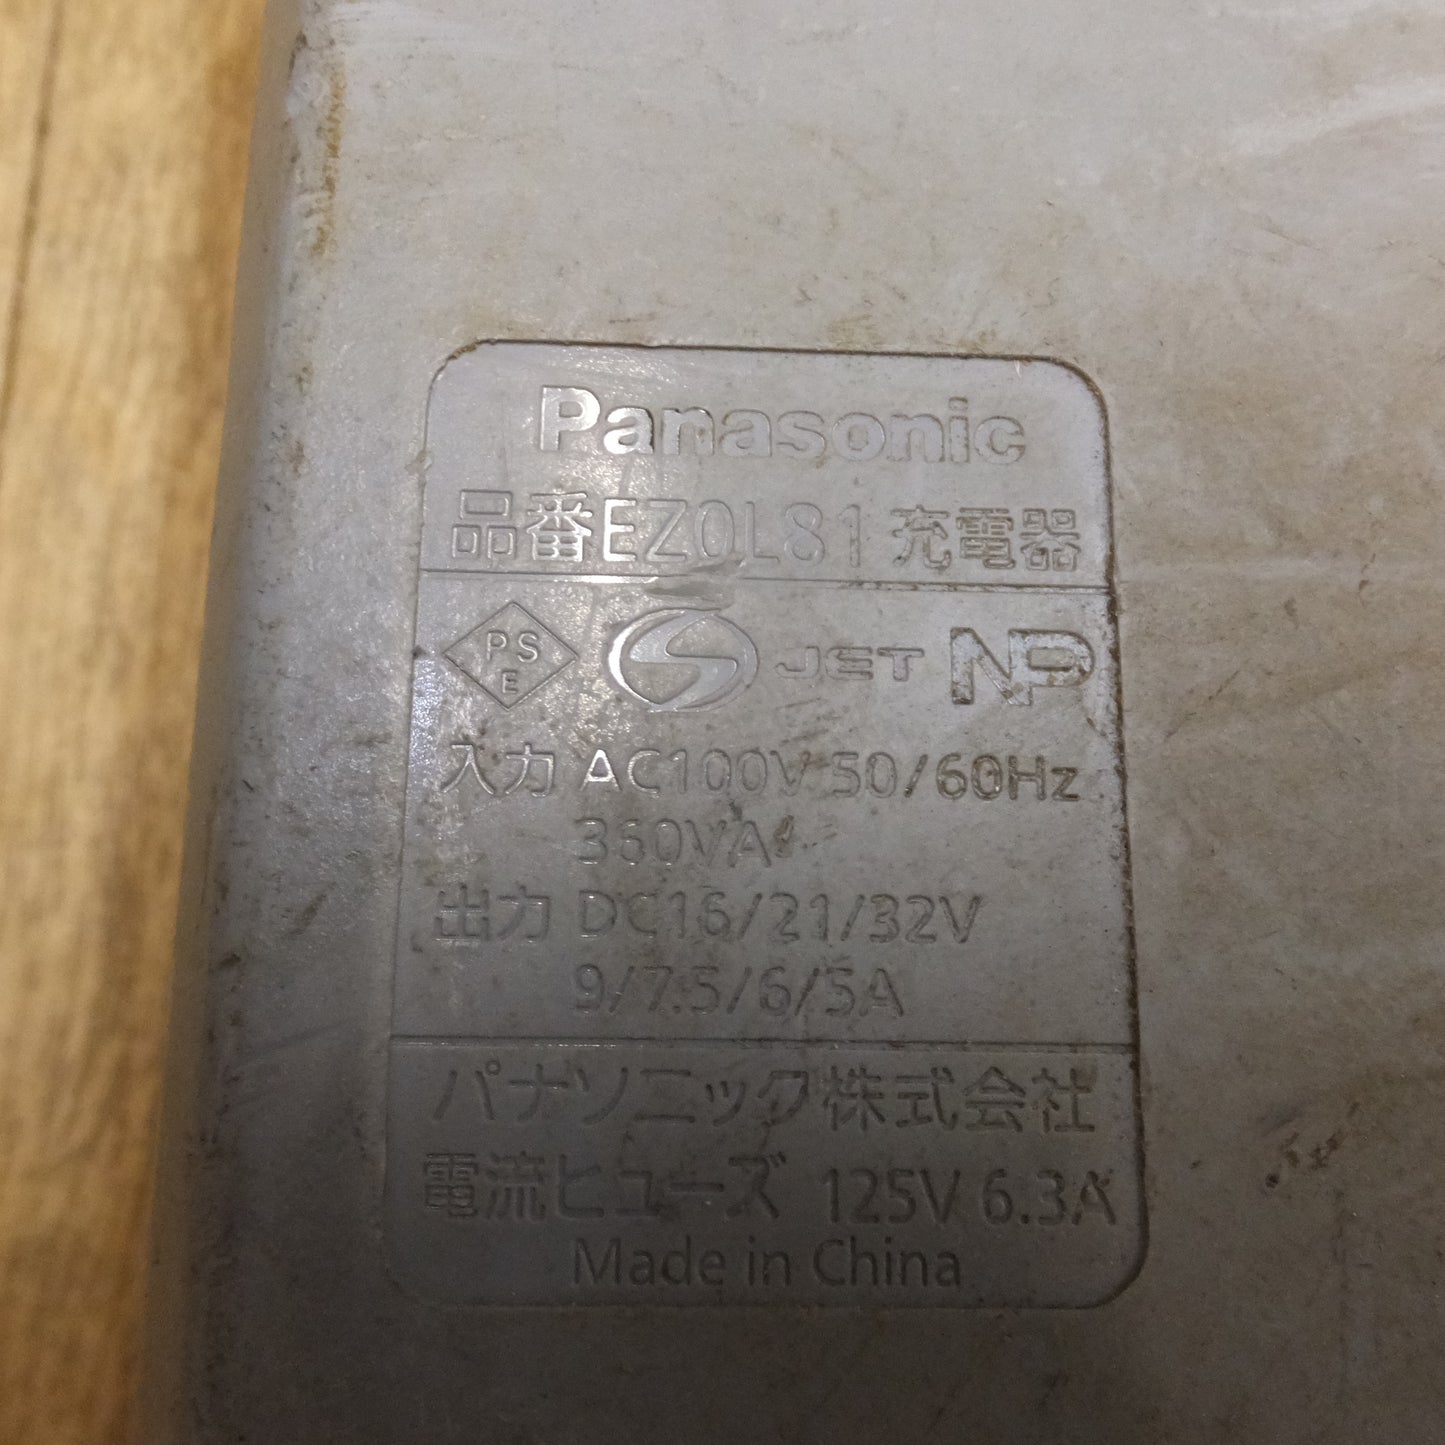 Panasonic
品番EZ0L81 充電器
PS E S JET NP
入力 AC100V 50/60Hz
360VA
出力 DC16/21/32V
9/7.5/6/5A
パナソニック株式会社
電流ヒューズ 125V 6.3A
Made in China